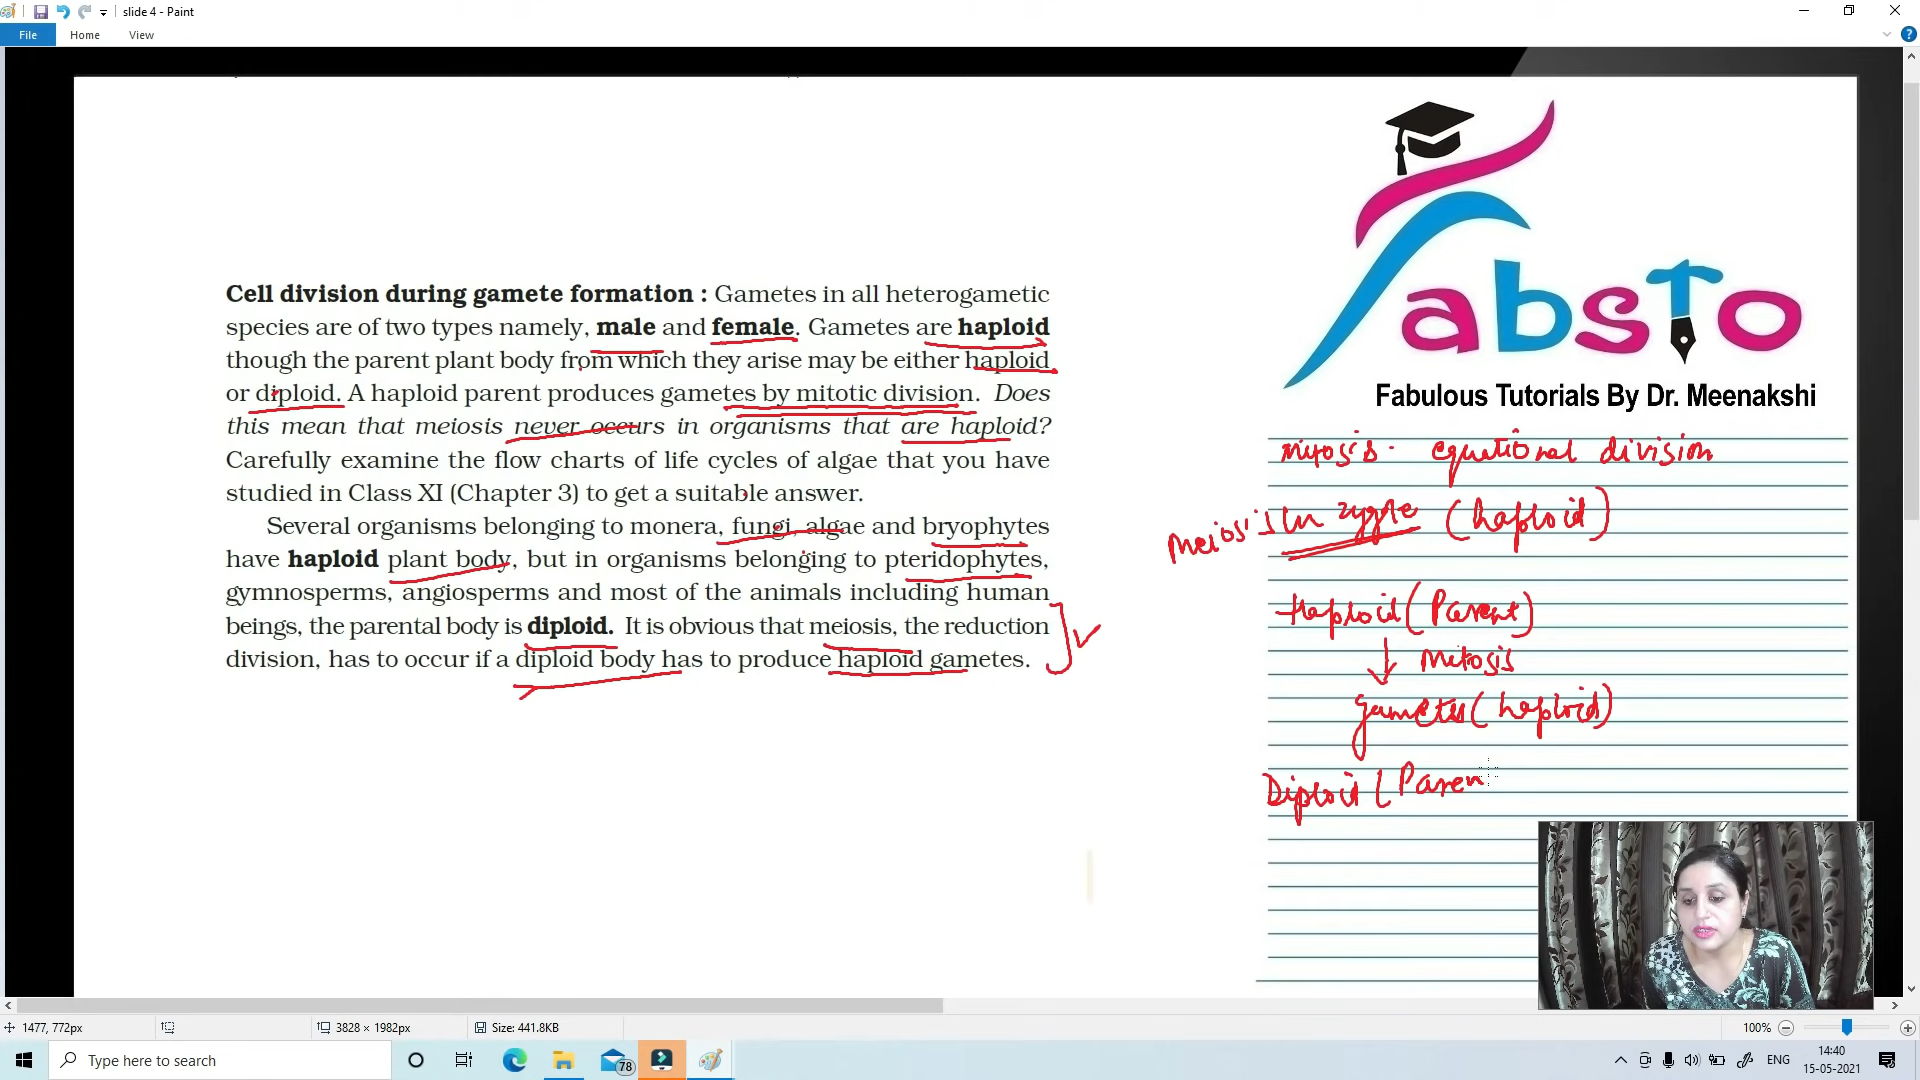 slide 4 - Paint
File Home View
Cell division during gamete formation : Gametes in all heterogametic
species are of two types namely, male and female. Gametes are haploid
though the parent plant body from which they arise may be either haploid
or diploid. A haploid parent produces gametes by mitotic division. Does
this mean that meiosis never occurs in organisms that are haploid?
Carefully examine the flow charts of life cycles of algae that you have
studied in Class XI (Chapter 3) to get a suitable answer.
Several organisms belonging to monera, fungi, algae and bryophytes
have haploid plant body, but in organisms belonging to pteridophytes,
gymnosperms, angiosperms and most of the animals including human
beings, the parental body is diploid. It is obvious that meiosis, the reduction
division, has to occur if a diploid body has to produce haploid gametes.
absTo
Fabulous Tutorials By Dr. Meenakshi
Mitosis - equational division
Meiosis in (haploid)
Haploid (Parent)
Mitosis
gametes (haploid)
Diploid (Paren
1477, 772px 3828 × 1982px Size: 441.8KB 100%
Type here to search
78
ENG
14:40
15-05-2021